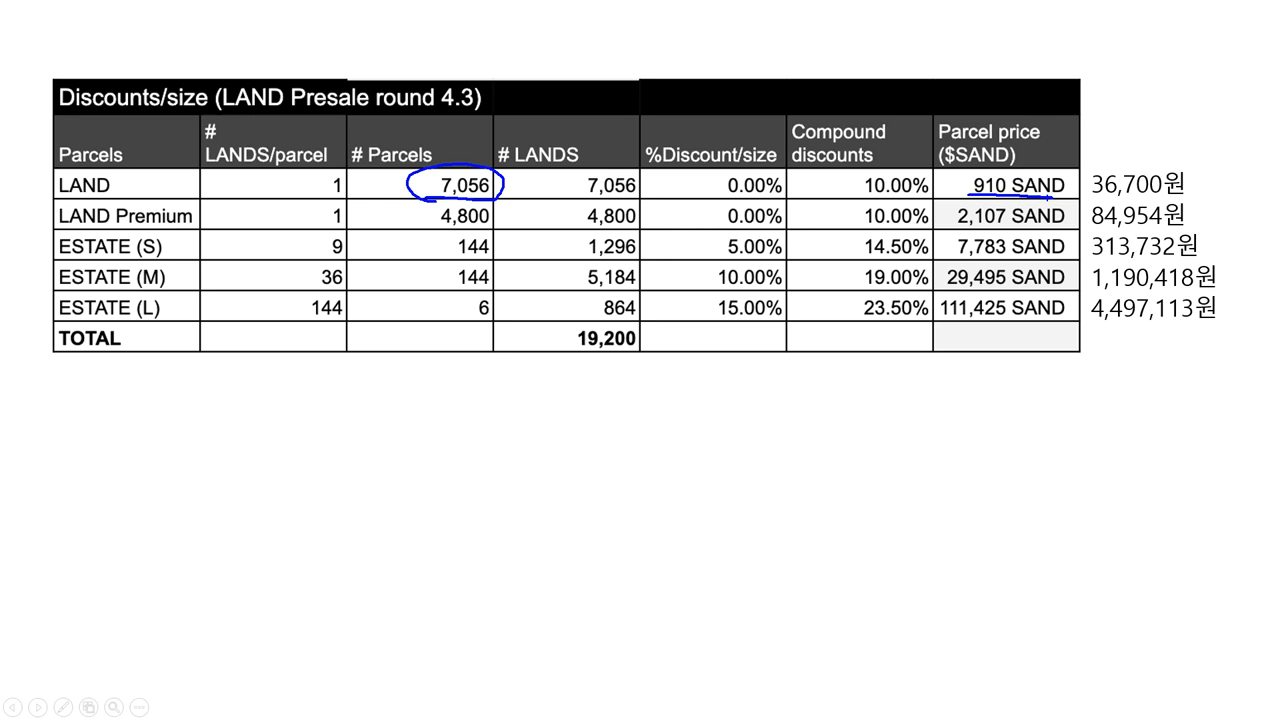 Discounts/size (LAND Presale round 4.3)
Parcels # LANDS/parcel # Parcels # LANDS %Discount/size Compound discounts Parcel price ($SAND)
LAND 1 7,056 7,056 0.00% 10.00% 910 SAND 36,700원
LAND Premium 1 4,800 4,800 0.00% 10.00% 2,107 SAND 84,954원
ESTATE (S) 9 144 1,296 5.00% 14.50% 7,783 SAND 313,732원
ESTATE (M) 36 144 5,184 10.00% 19.00% 29,495 SAND 1,190,418원
ESTATE (L) 144 6 864 15.00% 23.50% 111,425 SAND 4,497,113원
TOTAL 19,200